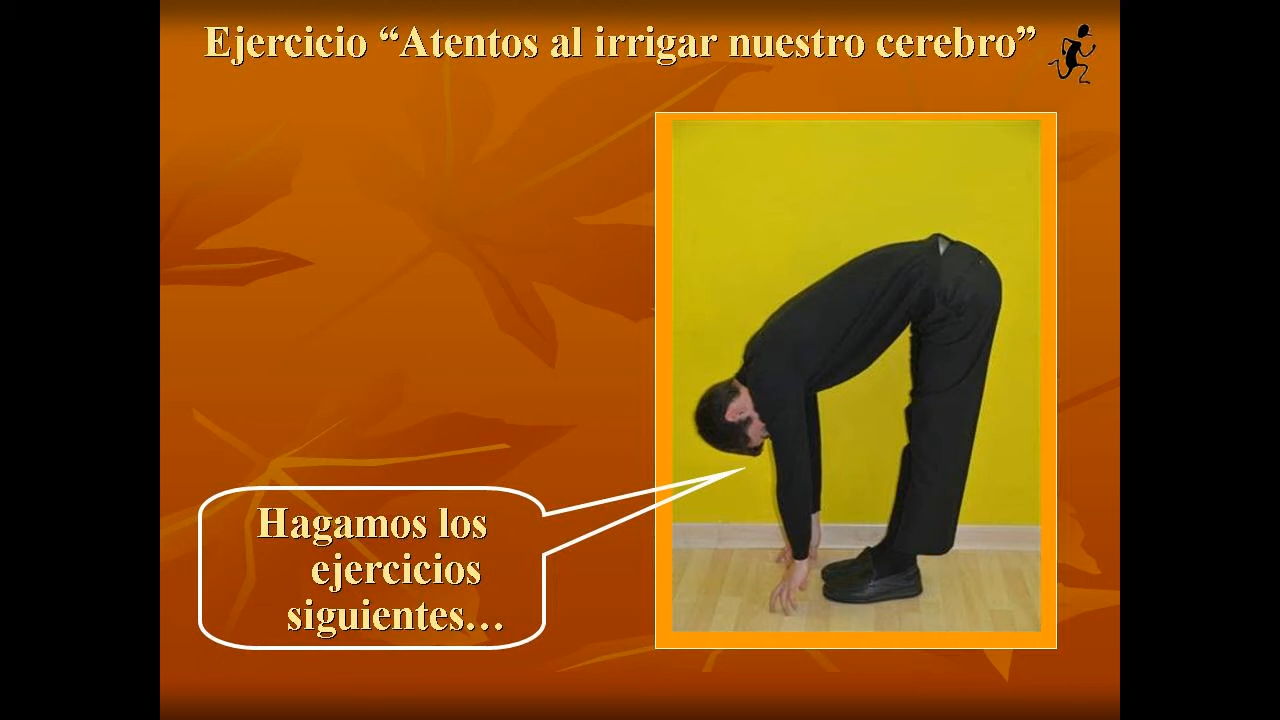 Ejercicio “Atentos al irrigar nuestro cerebro”
Hagamos los
ejercicios
siguientes…